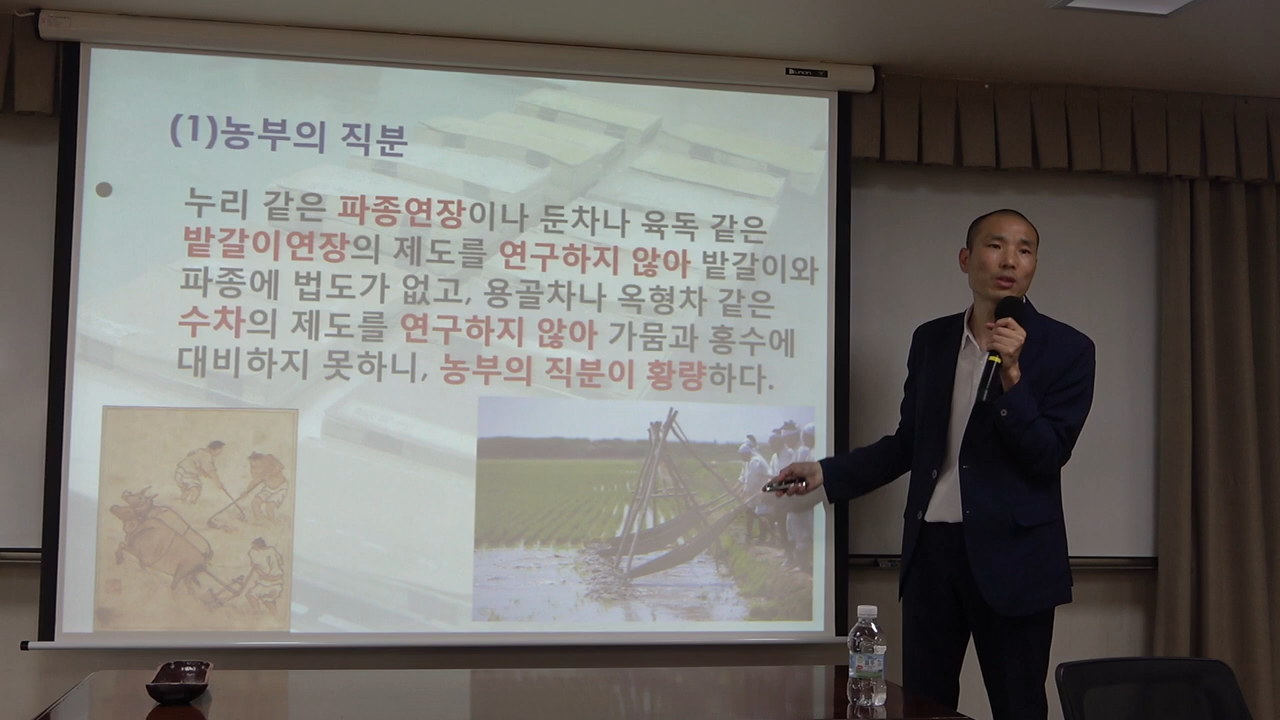 (1)농부의 직분
누리 같은 파종연장이나 둔차나 육독 같은
밭갈이연장의 제도를 연구하지 않아 밭갈이와
파종에 법도가 없고, 용골차나 옥형차 같은
수차의 제도를 연구하지 않아 가뭄과 홍수에
대비하지 못하니, 농부의 직분이 황량하다.